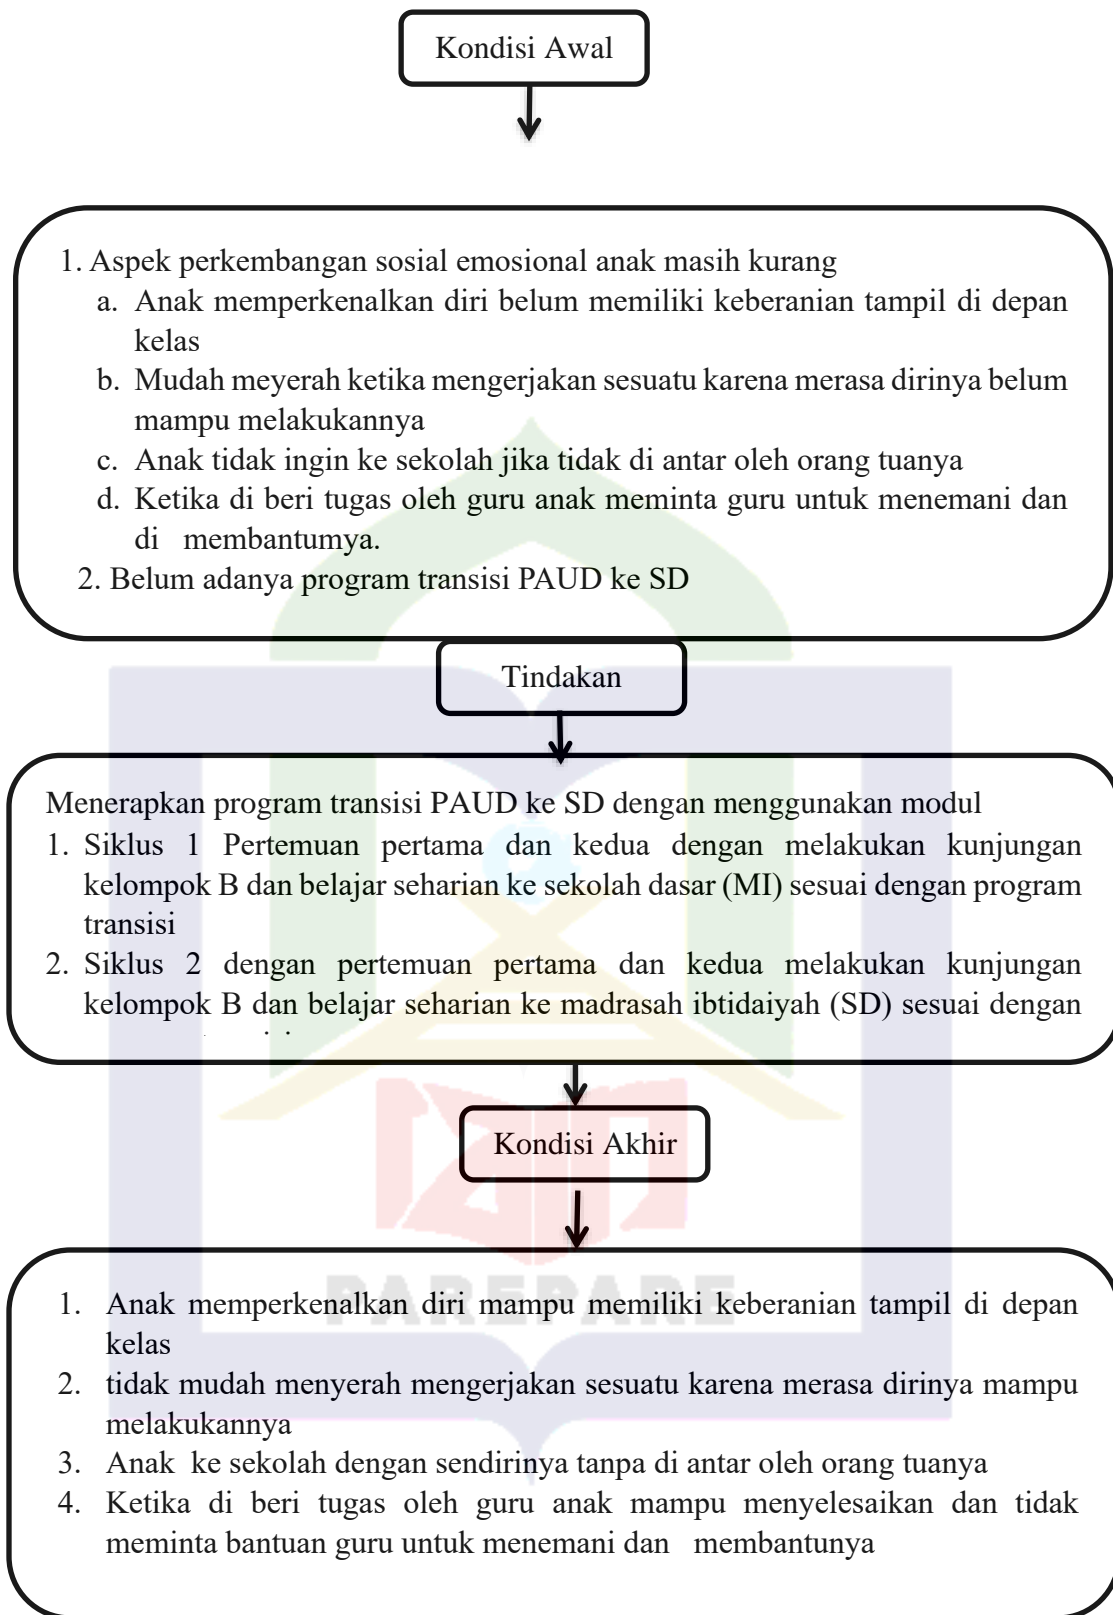 Kondisi Awal
1. Aspek perkembangan sosial emosional anak masih kurang
a. Anak memperkenalkan diri belum memiliki keberanian tampil di depan
kelas
b. Mudah meyerah ketika mengerjakan sesuatu karena merasa dirinya belum
mampu melakukannya
c. Anak tidak ingin ke sekolah jika tidak di antar oleh orang tuanya
d. Ketika di beri tugas oleh guru anak meminta guru untuk menemani dan
di membantumya.
2. Belum adanya program transisi PAUD ke SD
Tindakan
Menerapkan program transisi PAUD ke SD dengan menggunakan modul
1. Siklus 1 Pertemuan pertama dan kedua dengan melakukan kunjungan
kelompok B dan belajar seharian ke sekolah dasar (MI) sesuai dengan program
transisi
2. Siklus 2 dengan pertemuan pertama dan kedua melakukan kunjungan
kelompok B dan belajar seharian ke madrasah ibtidaiyah (SD) sesuai dengan
Kondisi Akhir
PAREPARE
1. Anak memperkenalkan diri mampu memiliki keberanian tampil di depan
kelas
2. tidak mudah menyerah mengerjakan sesuatu karena merasa dirinya mampu
melakukannya
3. Anak ke sekolah dengan sendirinya tanpa di antar oleh orang tuanya
4. Ketika di beri tugas oleh guru anak mampu menyelesaikan dan tidak
meminta bantuan guru untuk menemani dan membantunya